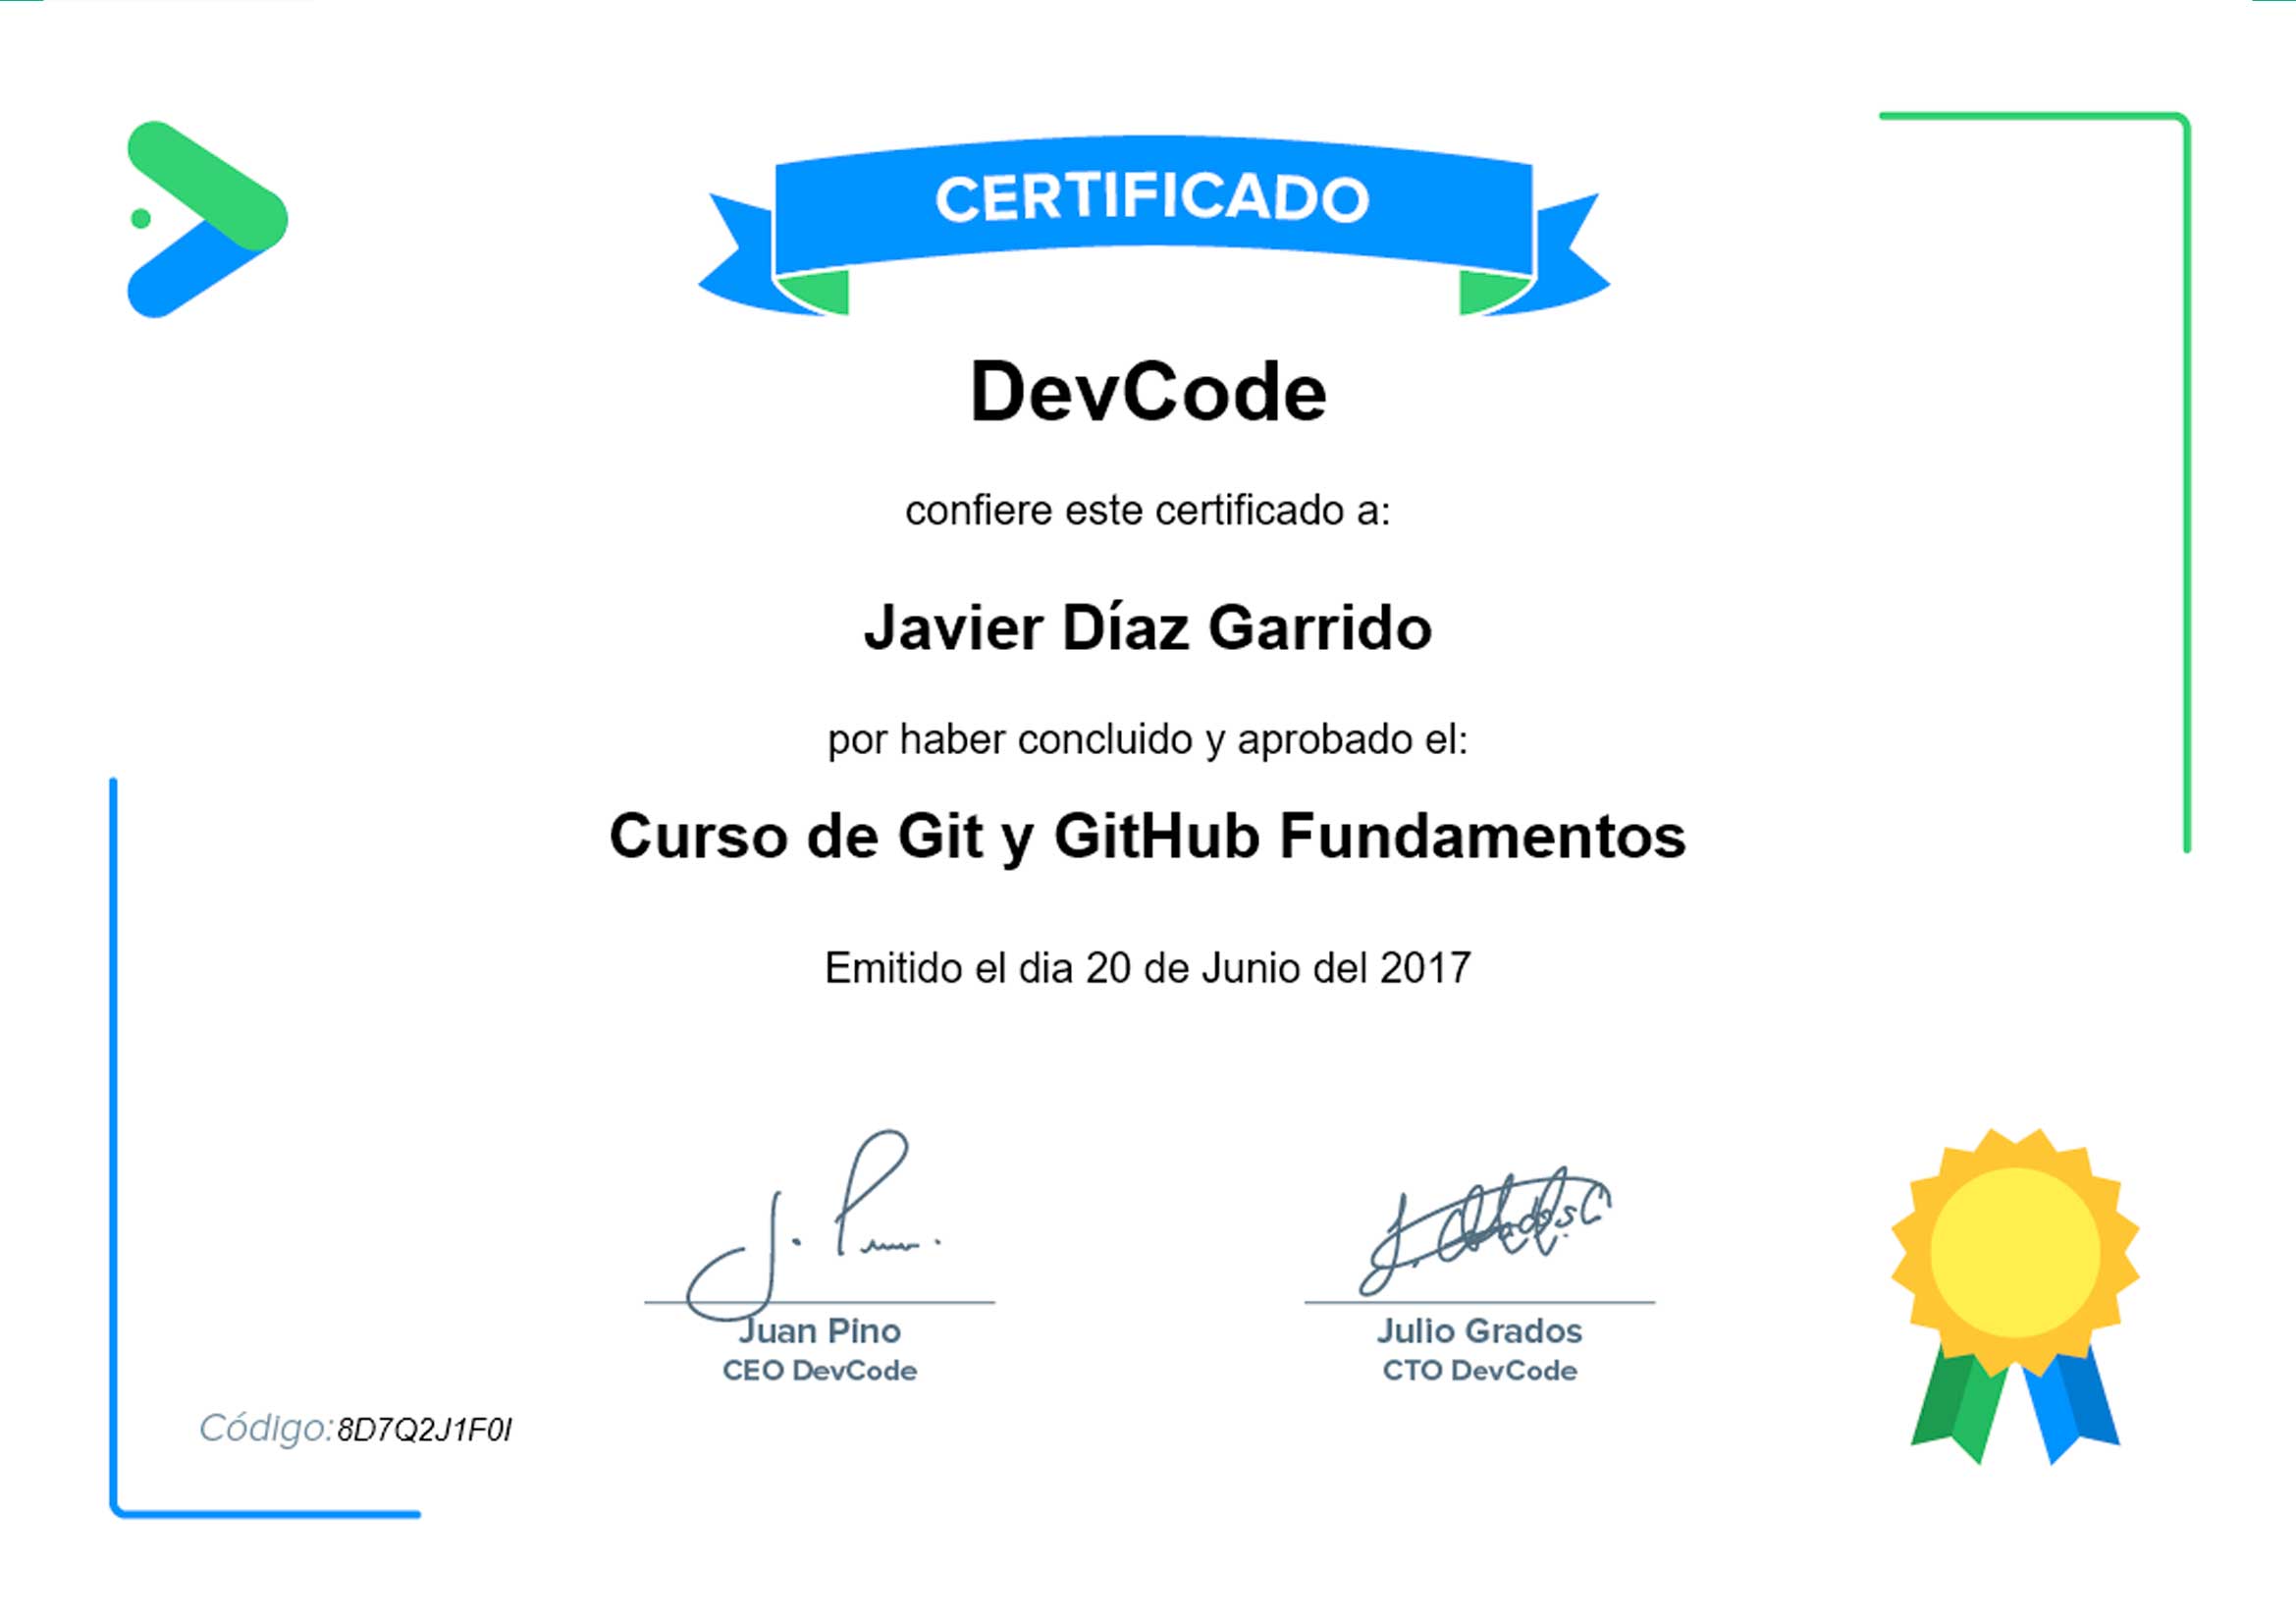 CERTIFICADO
DevCode
confiere este certificado a:
Javier Díaz Garrido
por haber concluido y aprobado el:
Curso de Git y GitHub Fundamentos
Emitido el dia 20 de Junio del 2017
Juan Pino
CEO DevCode
Julio Grados
CTO DevCode
Código: 8D7Q2J1F0I